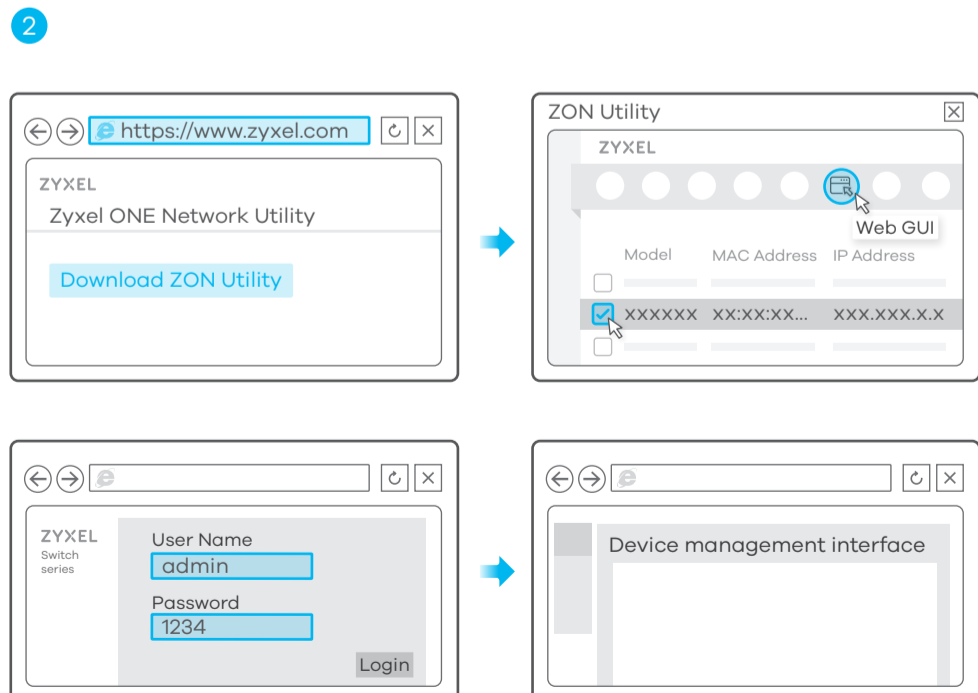 2
https://www.zyxel.com
ZYXEL
Zyxel ONE Network Utility
Download ZON Utility
ZON Utility
ZYXEL
Web GUI
Model MAC Address IP Address
xxxxxx xx:xx:xx... xxx.xxx.x.x
ZYXEL
Switch
series
User Name
admin
Password
1234
Login
Device management interface